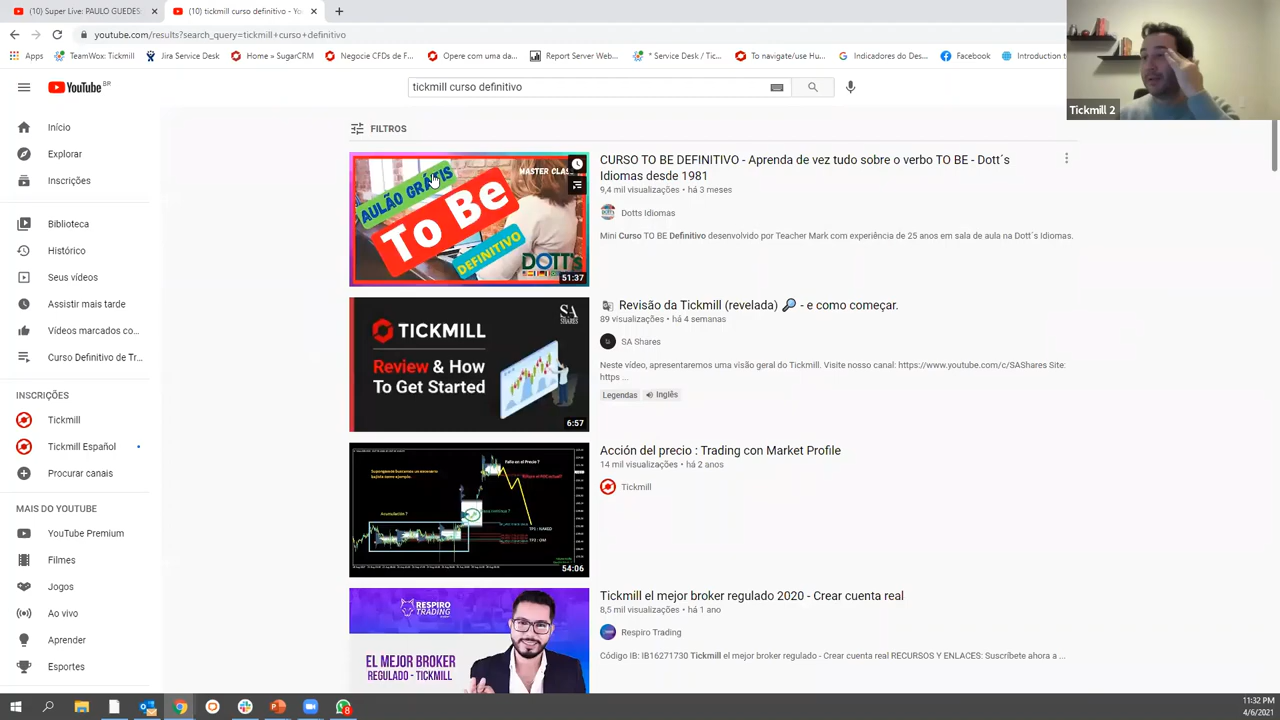 (10) Super Live: PAULO GUEDES
(10) tickmill curso definitivo - Yo
youtube.com/results?search_query=tickmill+curso+definitivo
Apps
TeamWox: Tickmill
Jira Service Desk
Home » SugarCRM
Negocie CFDs de F...
Opere com uma da...
Report Server Web...
* Service Desk / Tic...
To navigate/use Hu...
Indicadores do Des...
Facebook
Introduction to
Tickmill 2
YouTube BR
tickmill curso definitivo
Início
Explorar
Inscrições
Biblioteca
Histórico
Seus vídeos
Assistir mais tarde
Vídeos marcados co...
Curso Definitivo de Tr...
INSCRIÇÕES
Tickmill
Tickmill Español
Procurar canais
MAIS DO YOUTUBE
YouTube Premium
Filmes
Jogos
Ao vivo
Aprender
Esportes
FILTROS
MASTER CLASS
AULÃO GRÁTIS
To Be
DEFINITIVO
DOTT's
51:37
CURSO TO BE DEFINITIVO - Aprenda de vez tudo sobre o verbo TO BE - Dott´s
Idiomas desde 1981
9,4 mil visualizações • há 3 meses
Dotts Idiomas
Mini Curso TO BE Definitivo desenvolvido por Teacher Mark com experiência de 25 anos em sala de aula na Dott´s Idiomas.
SA
SHARES
TICKMILL
Review & How
To Get Started
6:57
Revisão da Tickmill (revelada) 🔎 - e como começar.
89 visualizações • há 4 semanas
SA Shares
Neste vídeo, apresentaremos uma visão geral do Tickmill. Visite nosso canal: https://www.youtube.com/c/SAShares Site:
https ...
Legendas
Inglês
Acumulación ?
Fallo en el Precio ?
54:06
Acción del precio : Trading con Market Profile
14 mil visualizações • há 2 anos
Tickmill
RESPIRO
TRADING
EL MEJOR BROKER
REGULADO - TICKMILL
Tickmill el mejor broker regulado 2020 - Crear cuenta real
8,5 mil visualizações • há 1 ano
Respiro Trading
Código IB: IB16271730 Tickmill el mejor broker regulado - Crear cuenta real RECURSOS Y ENLACES: Suscríbete ahora a ...
8
11:32 PM
4/6/2021